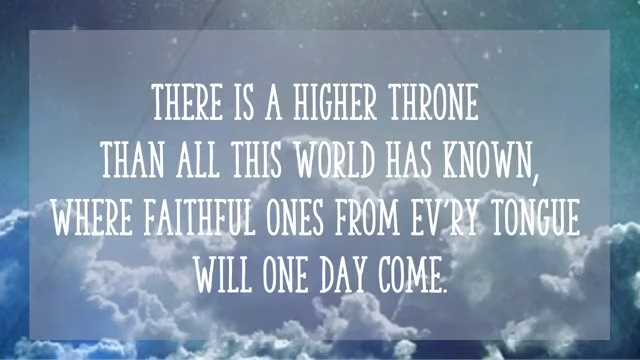 THERE IS A HIGHER THRONE
THAN ALL THIS WORLD HAS KNOWN,
WHERE FAITHFUL ONES FROM EV'RY TONGUE
WILL ONE DAY COME.